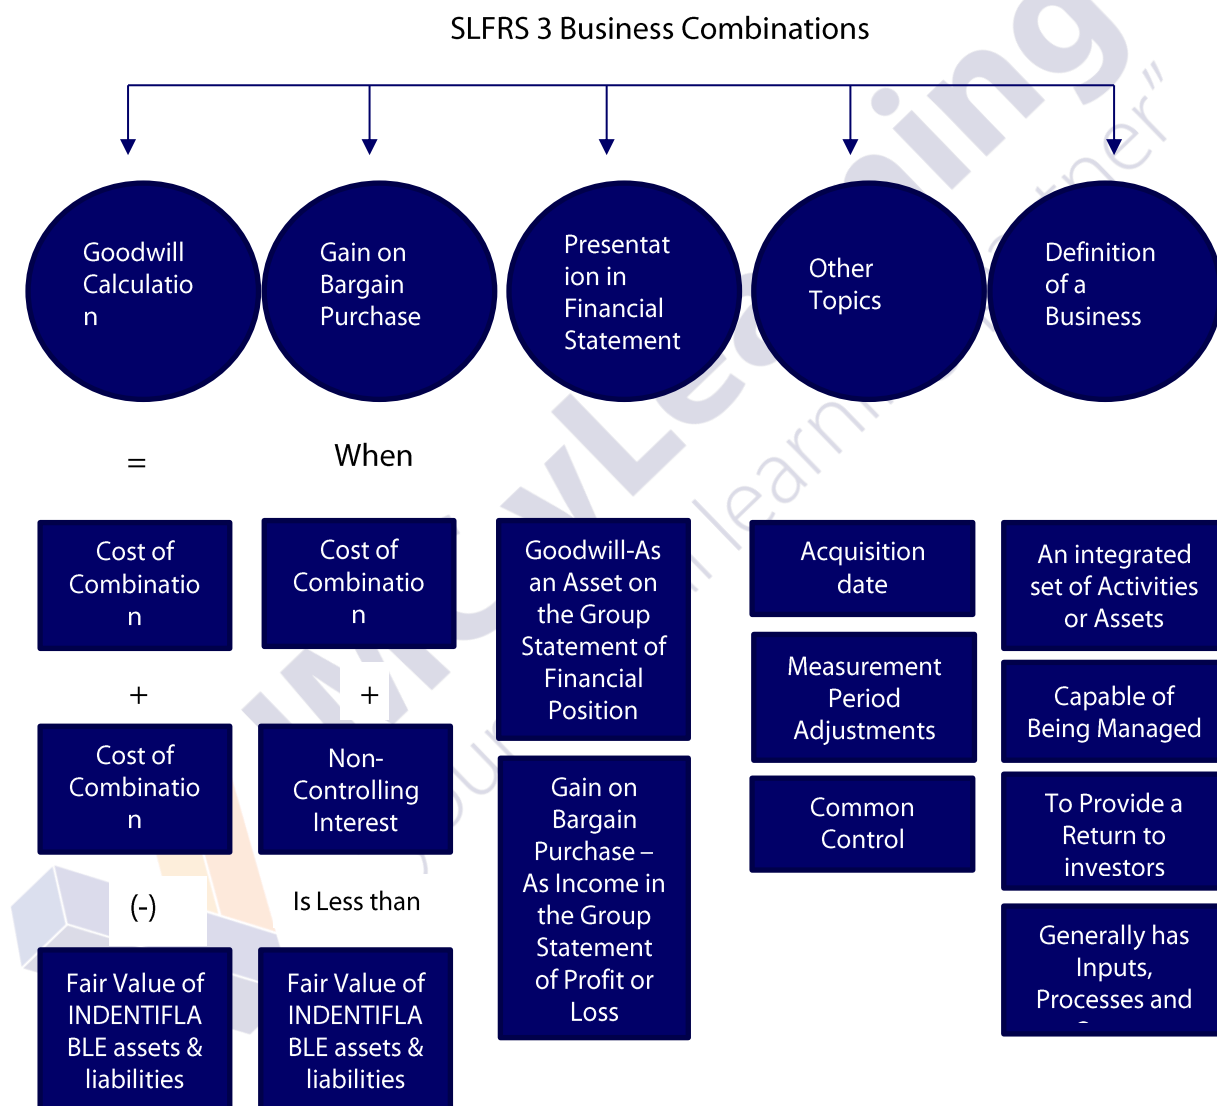 SLFRS 3 Business Combinations
Goodwill
Calculatio
n
Gain on
Bargain
Purchase
Presentat
ion in
Financial
Statement
Other
Topics
Definition
of a
Business
=
Cost of
Combinatio
n
+
Cost of
Combinatio
n
(-)
Fair Value of
INDENTIFLA
BLE assets &
liabilities
When
Cost of
Combinatio
n
+
Non-
Controlling
Interest
Is Less than
Fair Value of
INDENTIFLA
BLE assets &
liabilities
Goodwill-As
an Asset on
the Group
Statement of
Financial
Position
Gain on
Bargain
Purchase –
As Income in
the Group
Statement
of Profit or
Loss
Acquisition
date
Measurement
Period
Adjustments
Common
Control
An integrated
set of Activities
or Assets
Capable of
Being Managed
To Provide a
Return to
investors
Generally has
Inputs,
Processes and